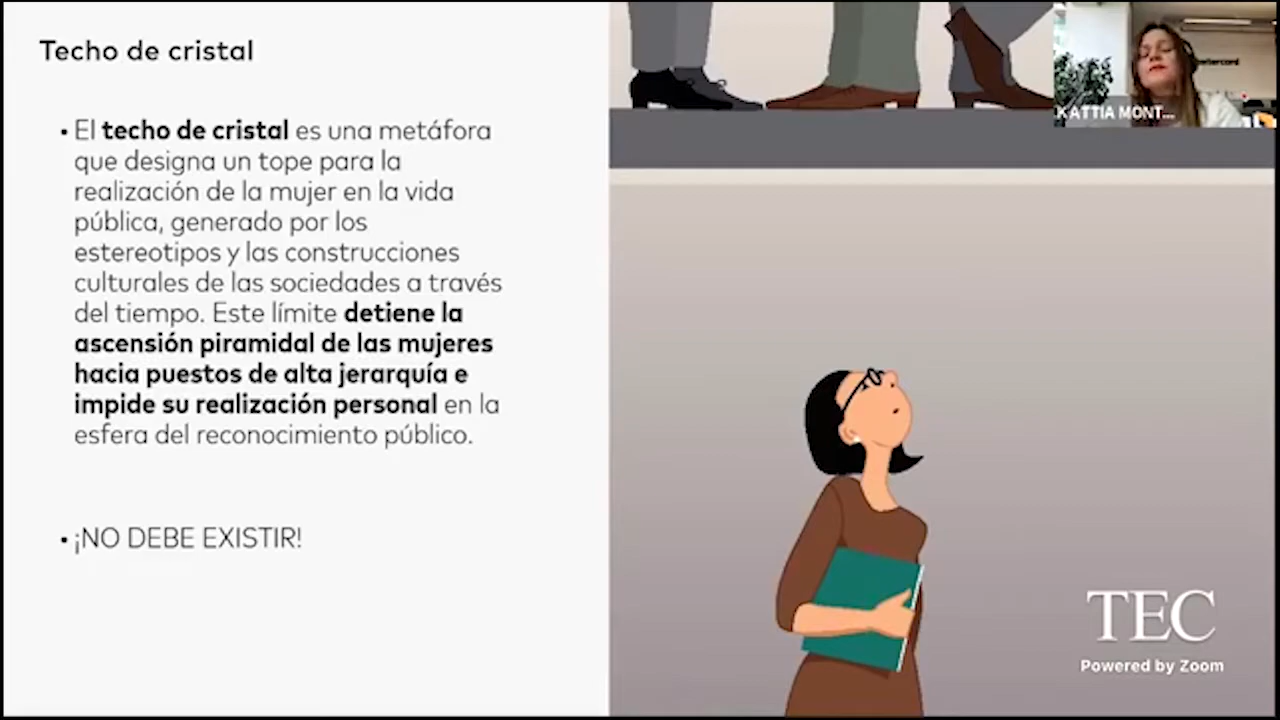 Techo de cristal
• El techo de cristal es una metáfora
que designa un tope para la
realización de la mujer en la vida
pública, generado por los
estereotipos y las construcciones
culturales de las sociedades a través
del tiempo. Este límite detiene la
ascensión piramidal de las mujeres
hacia puestos de alta jerarquía e
impide su realización personal en la
esfera del reconocimiento público.
• ¡NO DEBE EXISTIR!
KATTIA MONT...
TEC
Powered by Zoom